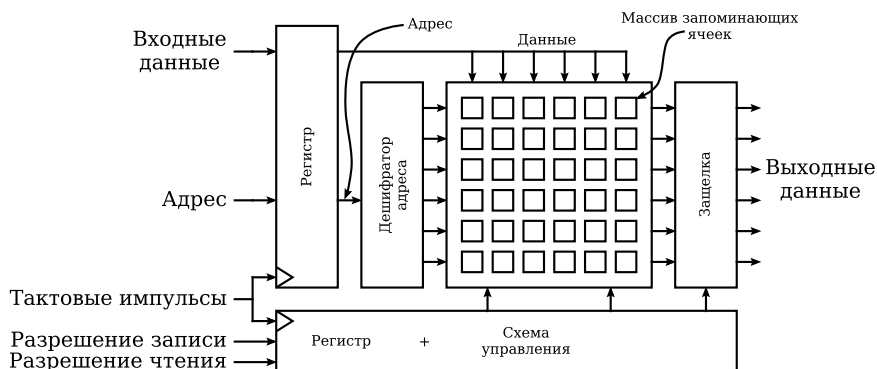 Массив запоминающих
ячеек
Адрес
Данные
Входные
данные
Регистр
Дешифратор
адреса
Защелка
Выходные
данные
Адрес
Тактовые импульсы
Разрешение записи
Разрешение чтения
Регистр + Схема
управления